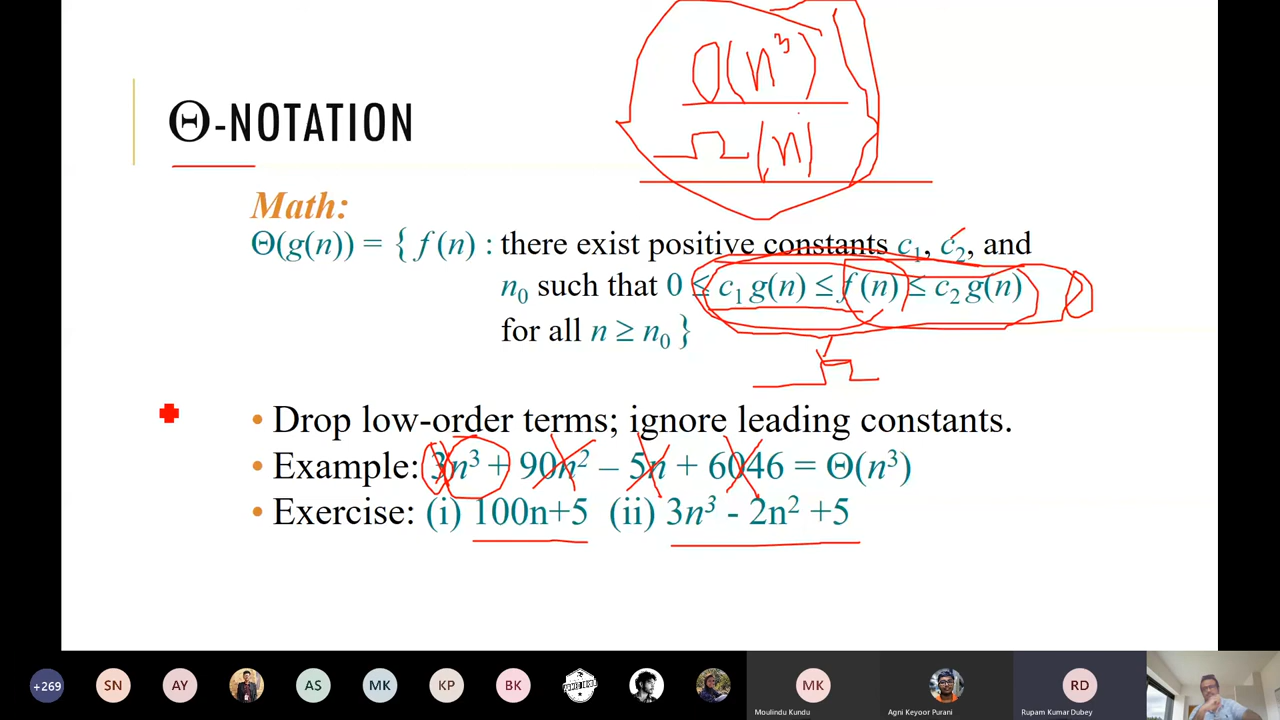 O(n³)
Ω(n)
Θ-NOTATION
Math:
Θ(g(n)) = { f(n) : there exist positive constants c₁, c₂, and
n₀ such that 0 ≤ c₁ g(n) ≤ f(n) ≤ c₂ g(n)
for all n ≥ n₀ }
Ω
• Drop low-order terms; ignore leading constants.
• Example: 3n³ + 90n² – 5n + 6046 = Θ(n³)
• Exercise: (i) 100n+5 (ii) 3n³ - 2n² +5
+269 SN AY AS MK KP BK MK RD
Moulindu Kundu Agni Keyoor Purani Rupam Kumar Dubey